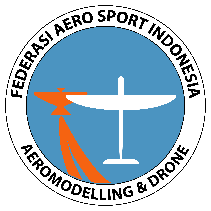 FEDERASI AERO SPORT INDONESIA
AEROMODELLING & DRONE